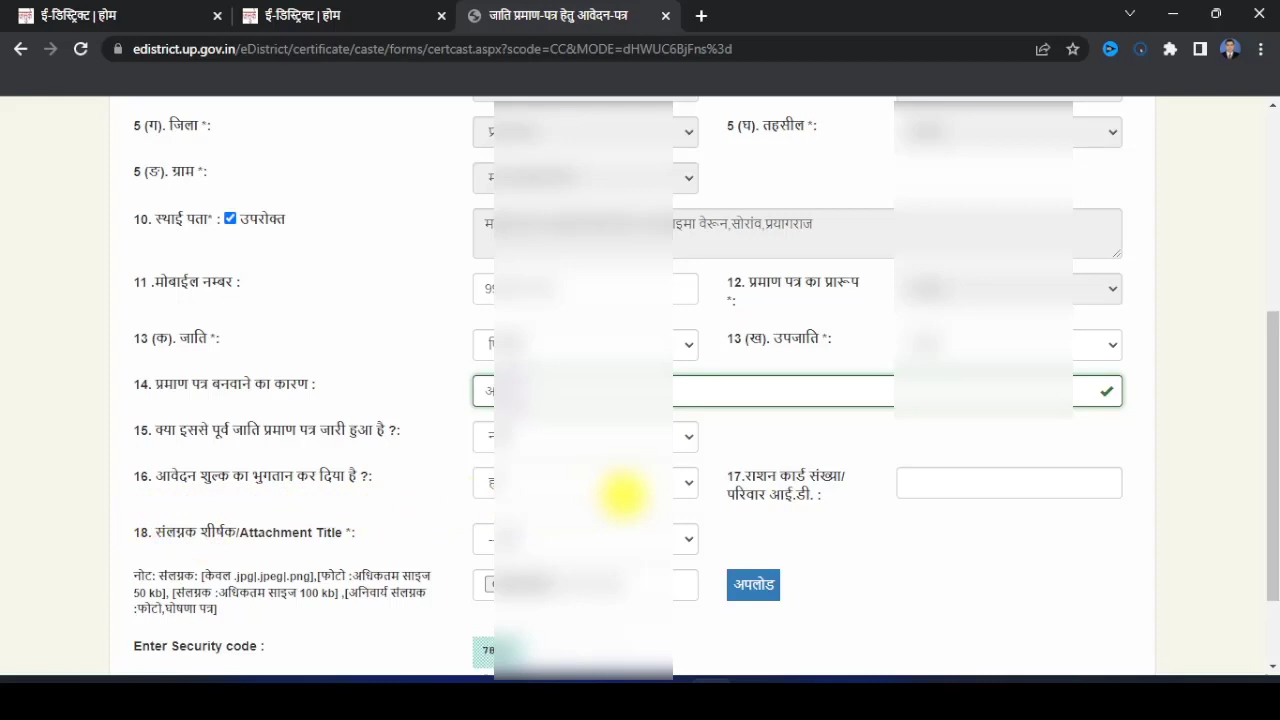 ई-डिस्ट्रिक्ट | होम
ई-डिस्ट्रिक्ट | होम
जाति प्रमाण-पत्र हेतु आवेदन-पत्र
edistrict.up.gov.in/eDistrict/certificate/caste/forms/certcast.aspx?scode=CC&MODE=dHWUC6BjFns%3d
5 (ग). जिला *:
5 (घ). तहसील *:
5 (ङ). ग्राम *:
10. स्थाई पता* : उपरोक्त
वेरून,सोरांव,प्रयागराज
11 .मोबाईल नम्बर :
99
12. प्रमाण पत्र का प्रारूप
*:
13 (क). जाति *:
13 (ख). उपजाति *:
14. प्रमाण पत्र बनवाने का कारण :
15. क्या इससे पूर्व जाति प्रमाण पत्र जारी हुआ है ?:
16. आवेदन शुल्क का भुगतान कर दिया है ?:
17.राशन कार्ड संख्या/
परिवार आई.डी. :
18. संलग्नक शीर्षक/Attachment Title *:
नोट: संलग्नक: [केवल .jpg|.jpeg|.png],[फोटो :अधिकतम साइज
50 kb], [संलग्नक :अधिकतम साइज 100 kb] ,[अनिवार्य संलग्नक
:फोटो,घोषणा पत्र]
अपलोड
Enter Security code :
78